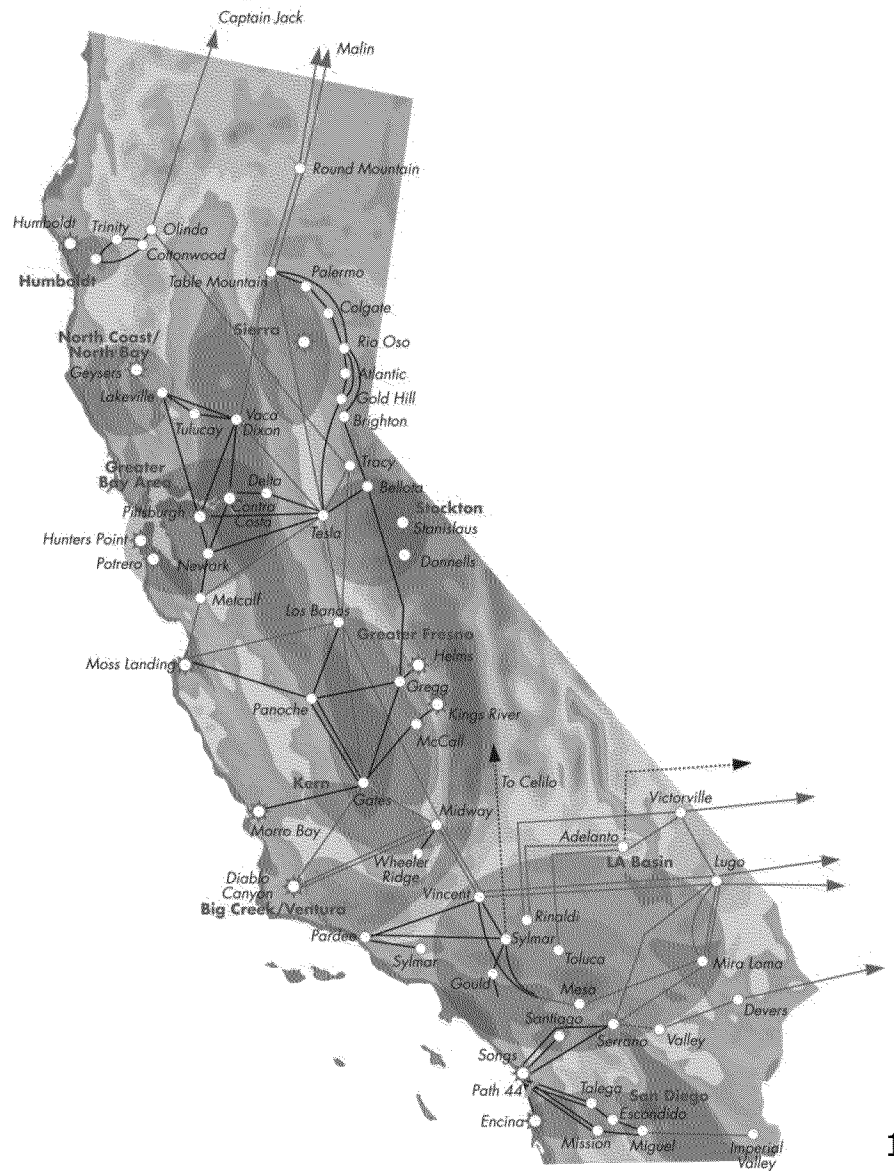 Captain Jack
Malin
Round Mountain
Humboldt
Trinity
Olinda
Cottonwood
Humboldt
Table Mountain
Palermo
Colgate
Sierra
Rio Oso
North Coast/
North Bay
Geysers
Atlantic
Lakeville
Gold Hill
Tulucay
Vaca
Dixon
Brighton
Greater
Bay Area
Tracy
Delta
Bellota
Pittsburgh
Contra
Costa
Tesla
Stockton
Stanislaus
Hunters Point
Potrero
Newark
Donnells
Metcalf
Los Banos
Greater Fresno
Helms
Moss Landing
Gregg
Panoche
Kings River
McCall
Kern
Gates
To Celilo
Morro Bay
Midway
Victorville
Adelanto
LA Basin
Wheeler
Ridge
Lugo
Diablo
Canyon
Vincent
Big Creek/Ventura
Rinaldi
Pardee
Sylmar
Sylmar
Toluca
Mira Loma
Gould
Mesa
Devers
Santiago
Serrano
Valley
Songs
Path 44
Talega
San Diego
Escondido
Encina
Mission
Miguel
Imperial
Valley
1